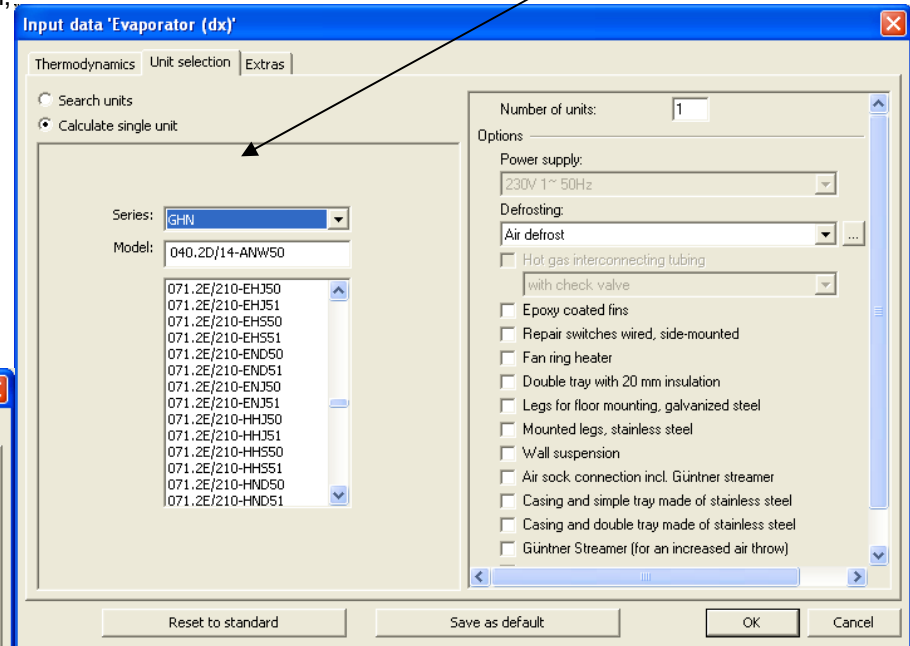 Input data 'Evaporator (dx)'
Thermodynamics Unit selection Extras
Search units
Calculate single unit
Series: GHN
Model: 040.2D/14-ANW50
071.2E/210-EHJ50
071.2E/210-EHJ51
071.2E/210-EHS50
071.2E/210-EHS51
071.2E/210-END50
071.2E/210-END51
071.2E/210-ENJ50
071.2E/210-ENJ51
071.2E/210-HHJ50
071.2E/210-HHJ51
071.2E/210-HHS50
071.2E/210-HHS51
071.2E/210-HND50
071.2E/210-HND51
Number of units: 1
Options
Power supply:
230V 1~ 50Hz
Defrosting:
Air defrost ...
Hot gas interconnecting tubing
with check valve
Epoxy coated fins
Repair switches wired, side-mounted
Fan ring heater
Double tray with 20 mm insulation
Legs for floor mounting, galvanized steel
Mounted legs, stainless steel
Wall suspension
Air sock connection incl. Güntner streamer
Casing and simple tray made of stainless steel
Casing and double tray made of stainless steel
Güntner Streamer (for an increased air throw)
Reset to standard Save as default OK Cancel